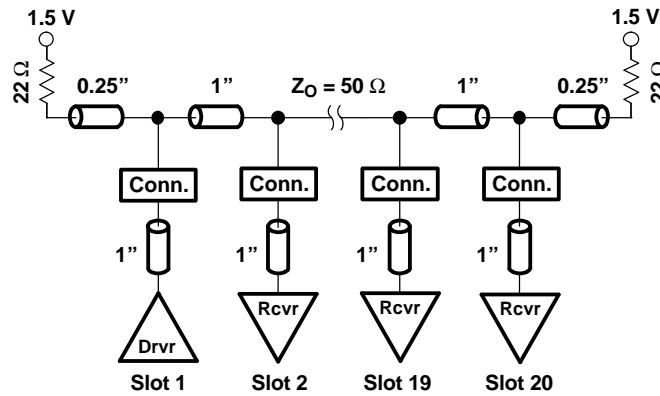 1.5 V
1.5 V
22 Ω
0.25”
1”
Z_O = 50 Ω
1”
0.25”
22 Ω
Conn.
Conn.
Conn.
Conn.
1”
1”
1”
1”
Drvr
Rcvr
Rcvr
Rcvr
Slot 1
Slot 2
Slot 19
Slot 20